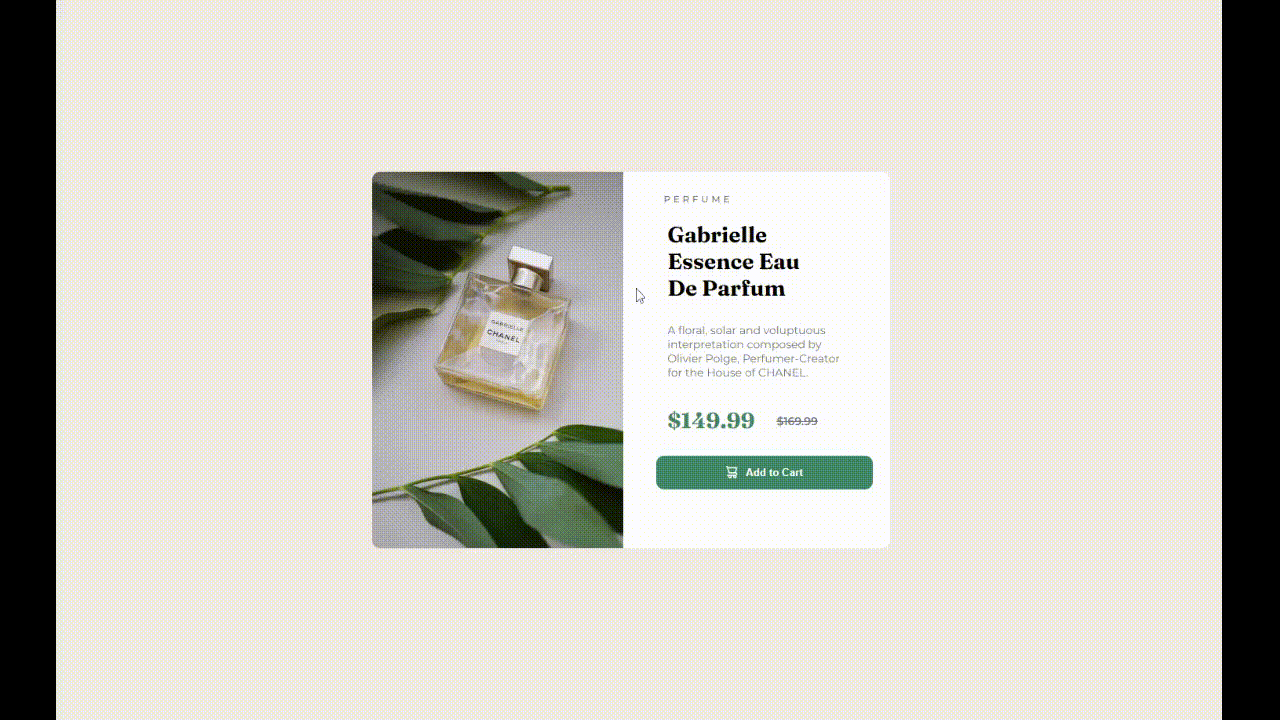 PERFUME
Gabrielle
Essence Eau
De Parfum
A floral, solar and voluptuous
interpretation composed by
Olivier Polge, Perfumer-Creator
for the House of CHANEL.
$149.99 $169.99
Add to Cart
GABRIELLE
CHANEL